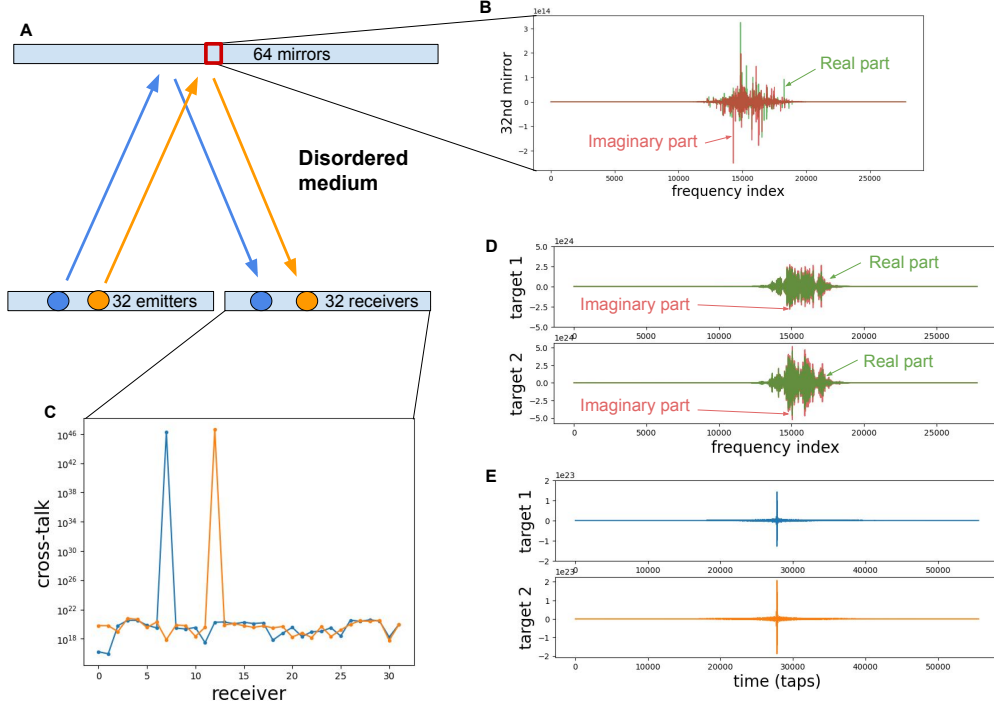 A
64 mirrors
Disordered
medium
32 emitters
32 receivers
B
1e14
32nd mirror
3
2
1
0
−1
−2
Real part
Imaginary part
0
5000
10000
15000
20000
25000
frequency index
C
cross-talk
10^46
10^42
10^38
10^34
10^30
10^26
10^22
10^18
0
5
10
15
20
25
30
receiver
D
1e24
target 1
5.0
2.5
0.0
−2.5
−5.0
Real part
Imaginary part
0
5000
10000
15000
20000
25000
1e24
target 2
5.0
2.5
0.0
−2.5
−5.0
Real part
Imaginary part
0
5000
10000
15000
20000
25000
frequency index
E
1e23
target 1
2
1
0
−1
−2
0
10000
20000
30000
40000
50000
1e23
target 2
2
1
0
−1
−2
0
10000
20000
30000
40000
50000
time (taps)